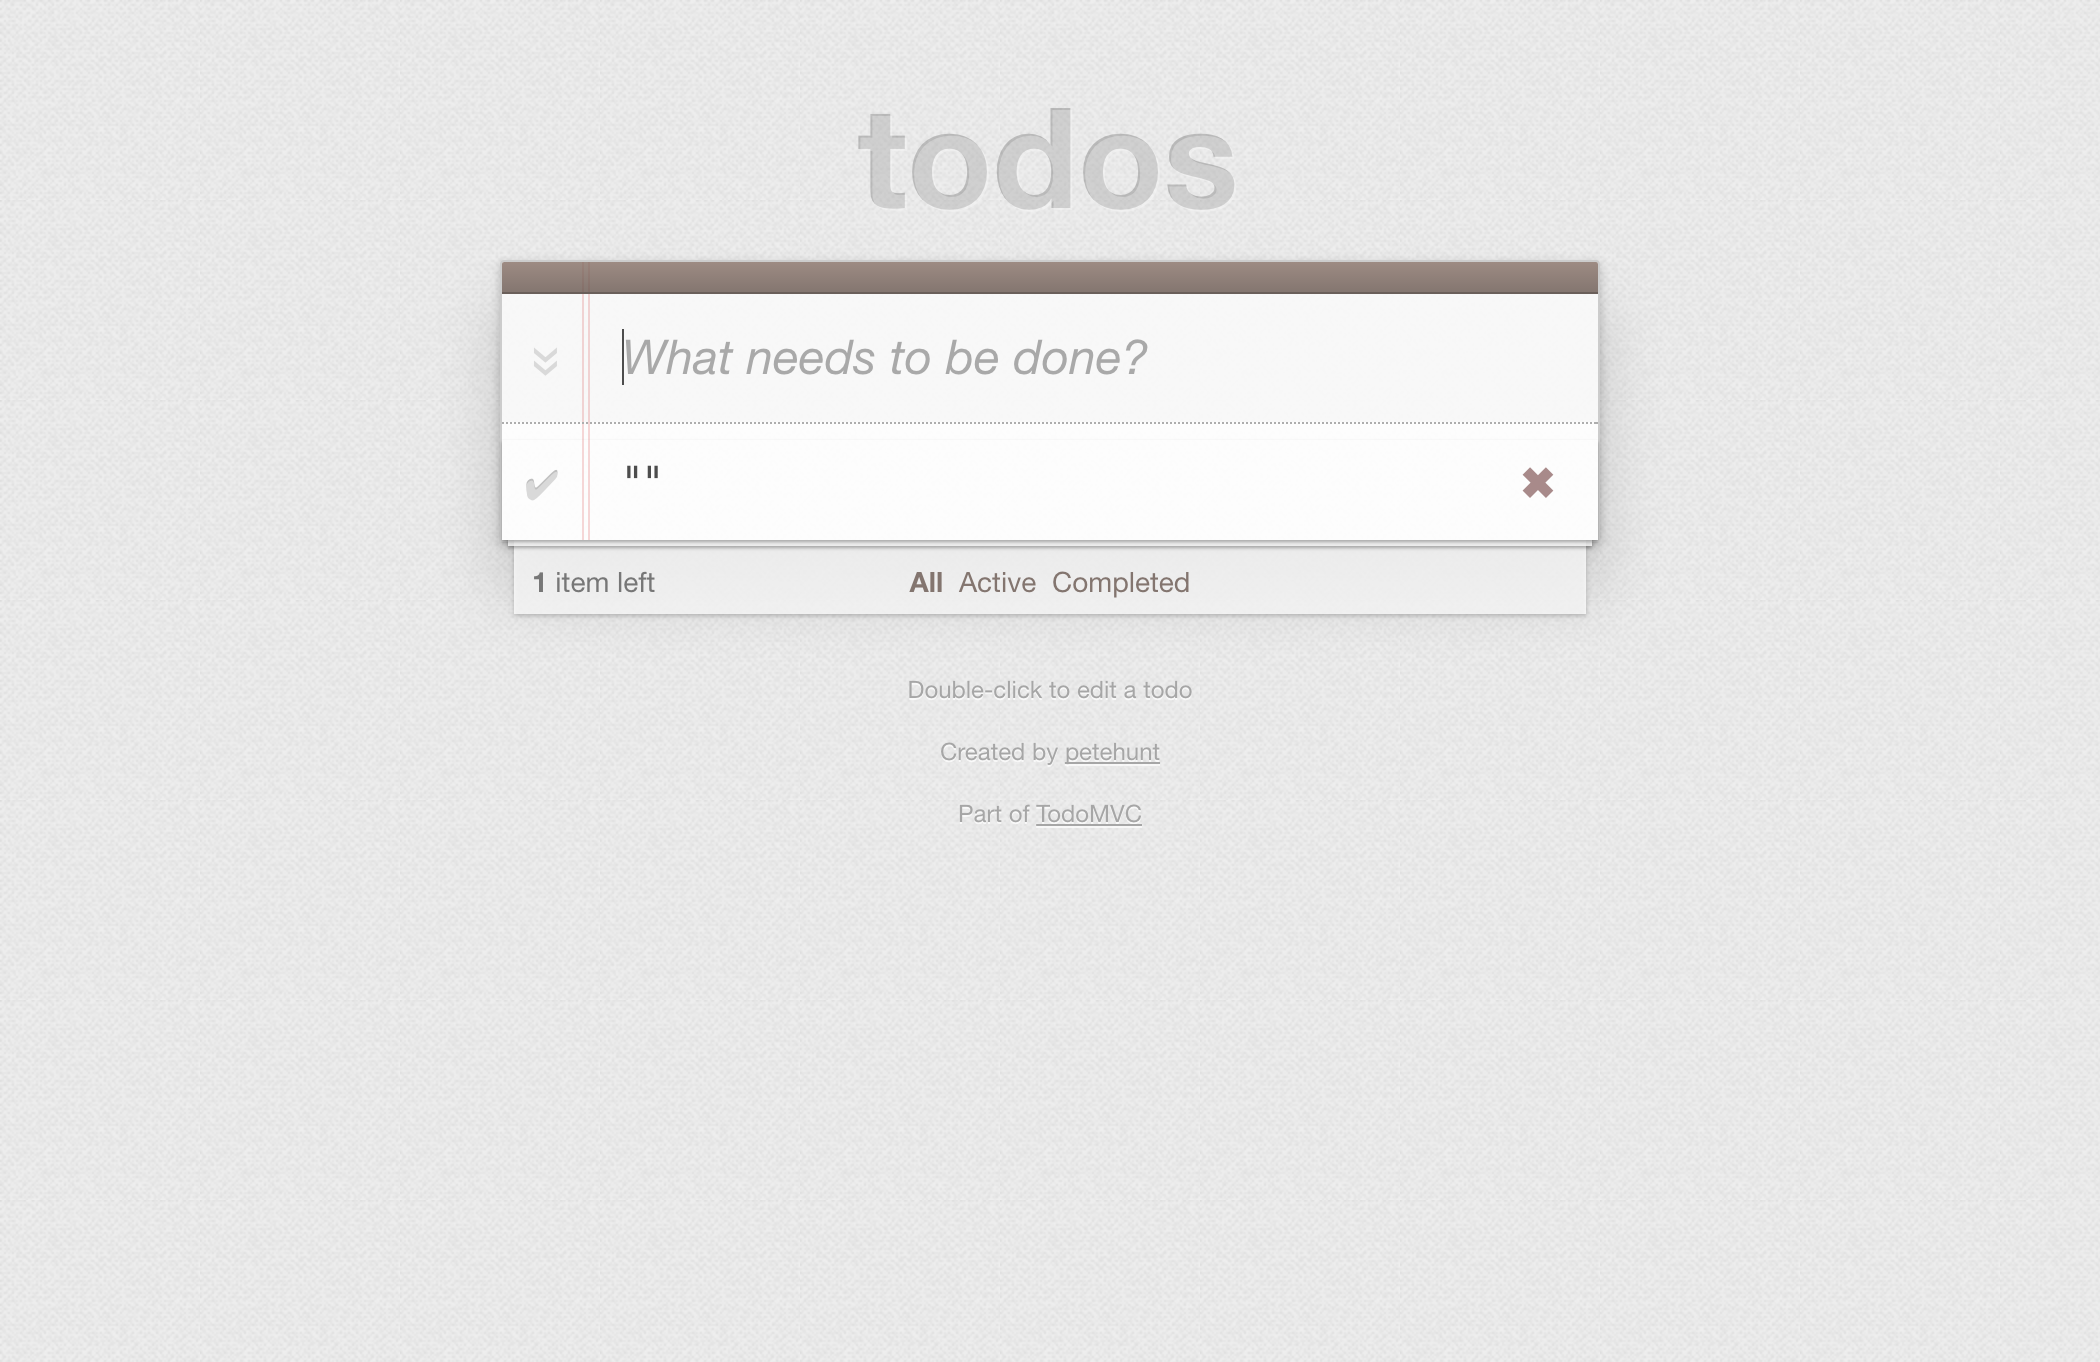 todos
What needs to be done?
""
1 item left All Active Completed
Double-click to edit a todo
Created by petehunt
Part of TodoMVC